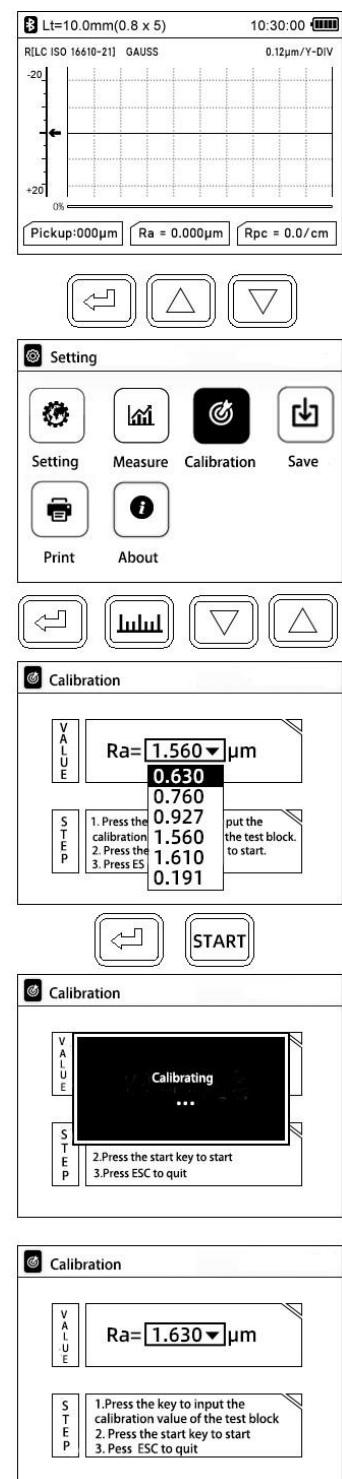 Lt=10.0mm(0.8 x 5) 10:30:00
R[LC ISO 16610-21] GAUSS 0.12μm/Y-DIV
-20
+20
0%
Pickup:000μm Ra = 0.000μm Rpc = 0.0/cm
Setting
Setting Measure Calibration Save
Print About
Calibration
VALUE
Ra= 1.560 μm
0.630
0.760
0.927
1.560
1.610
0.191
STEP
1. Press the put the
calibration the test block.
2. Press the to start.
3. Press ES
START
Calibration
VALUE
Calibrating
...
STEP
2.Press the start key to start
3.Press ESC to quit
Calibration
VALUE
Ra= 1.630 μm
STEP
1.Press the key to input the
calibration value of the test block
2. Press the start key to start
3. Pess ESC to quit